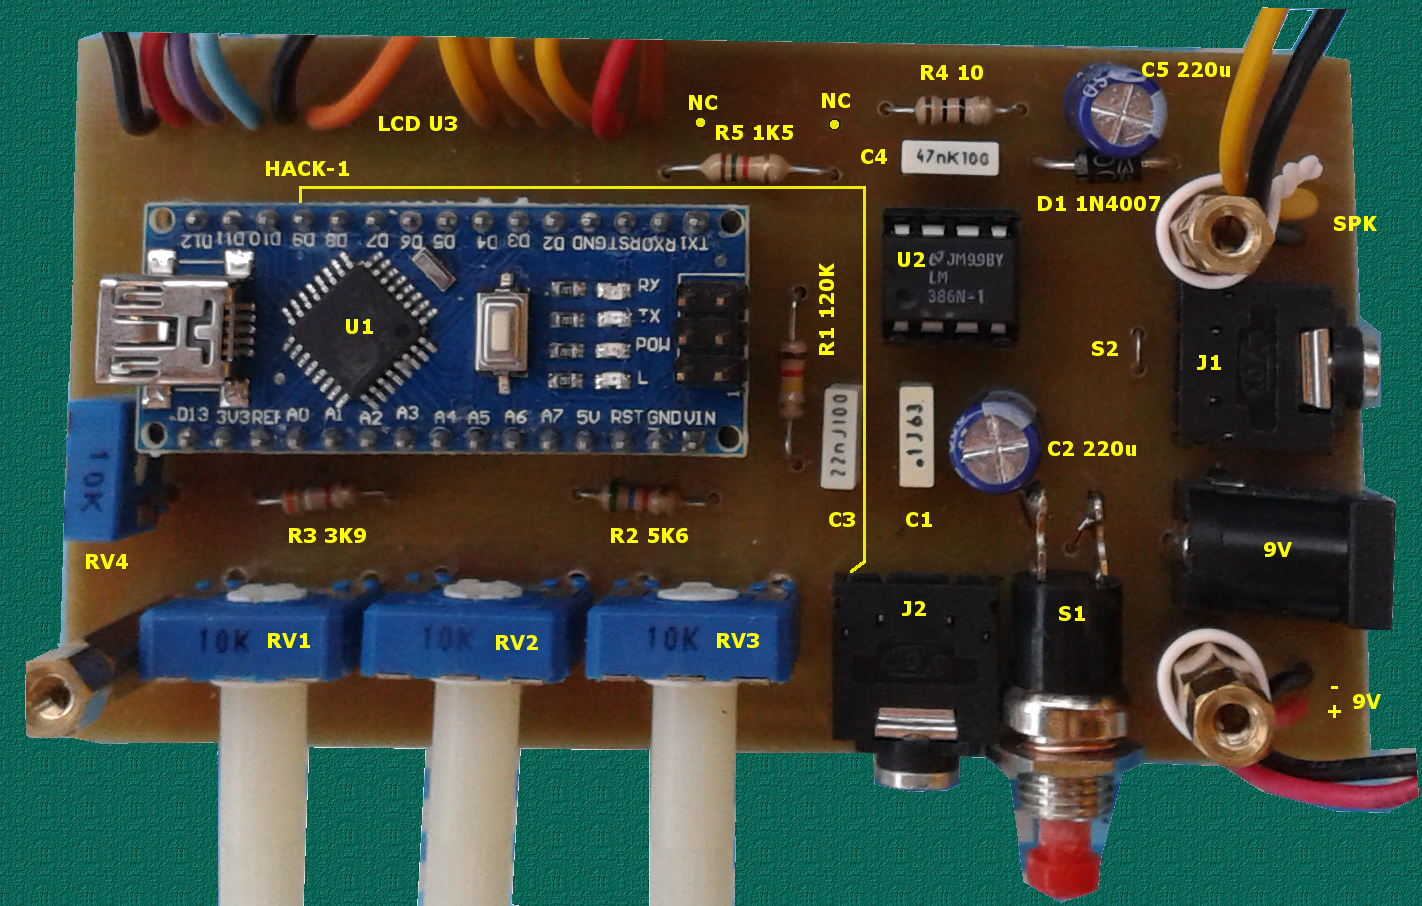 C5 220u
R4 10
NC
NC
LCD U3
R5 1K5
C4
47nK100
HACK-1
D1 1N4007
SPK
D12 D11 D10 D9 D8 D7 D6 D5 D4 D3 D2 GND RST RX0 TX1
U2
JM99BY
LM
386N-1
RX
TX
POW
L
1
U1
R1 120K
S2
J1
D13 3V3 REF A0 A1 A2 A3 A4 A5 A6 A7 5V RST GND VIN
22nJ100
.1J63
C2 220u
10K
C3
C1
R3 3K9
R2 5K6
9V
RV4
J2
S1
10K RV1
10K RV2
10K RV3
-
+ 9V